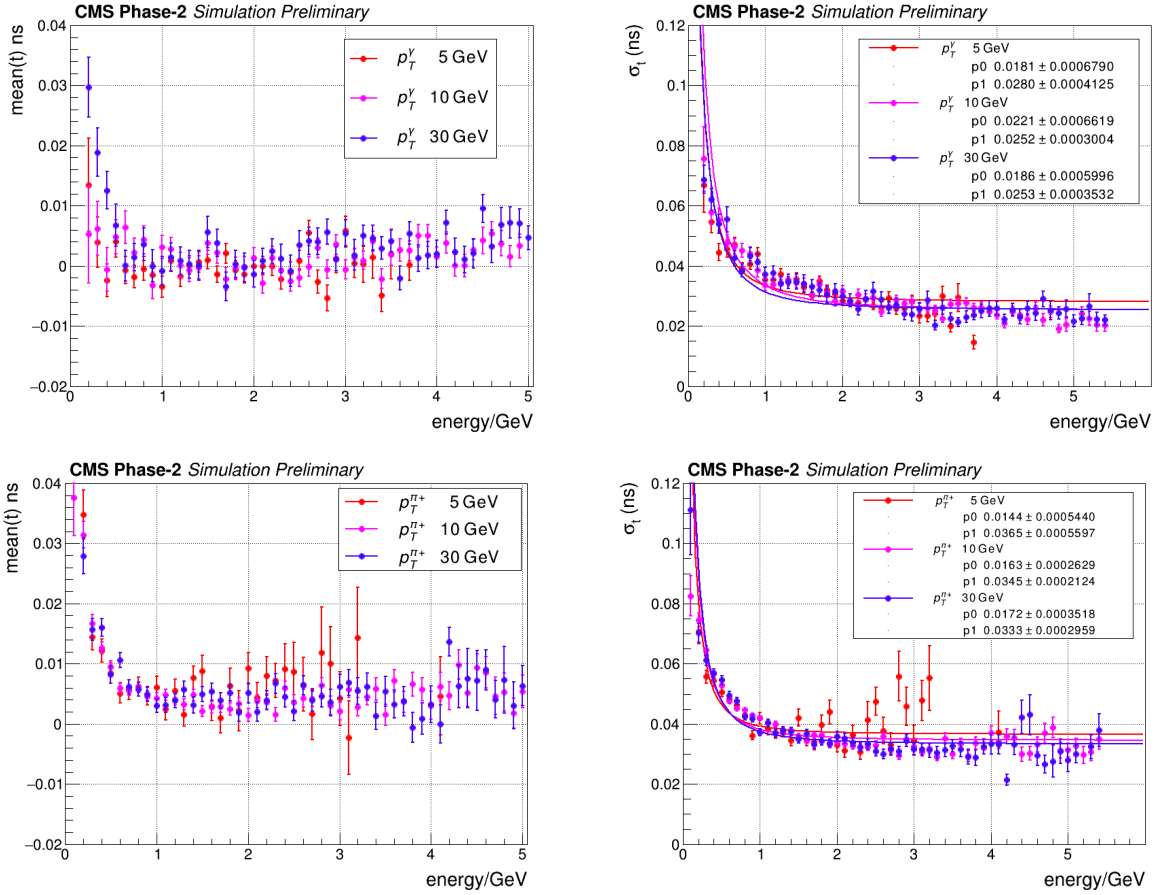 CMS Phase-2 Simulation Preliminary
mean(t) ns
0.04
0.03
0.02
0.01
0
−0.01
−0.02
p_T^γ 5 GeV
p_T^γ 10 GeV
p_T^γ 30 GeV
0 1 2 3 4 5
energy/GeV
CMS Phase-2 Simulation Preliminary
σ_t (ns)
0.12
0.1
0.08
0.06
0.04
0.02
0
p_T^γ 5 GeV
p0 0.0181 ± 0.0006790
p1 0.0280 ± 0.0004125
p_T^γ 10 GeV
p0 0.0221 ± 0.0006619
p1 0.0252 ± 0.0003004
p_T^γ 30 GeV
p0 0.0186 ± 0.0005996
p1 0.0253 ± 0.0003532
0 1 2 3 4 5
energy/GeV
CMS Phase-2 Simulation Preliminary
mean(t) ns
0.04
0.03
0.02
0.01
0
−0.01
−0.02
p_T^π+ 5 GeV
p_T^π+ 10 GeV
p_T^π+ 30 GeV
0 1 2 3 4 5
energy/GeV
CMS Phase-2 Simulation Preliminary
σ_t (ns)
0.12
0.1
0.08
0.06
0.04
0.02
0
p_T^π+ 5 GeV
p0 0.0144 ± 0.0005440
p1 0.0365 ± 0.0005597
p_T^π+ 10 GeV
p0 0.0163 ± 0.0002629
p1 0.0345 ± 0.0002124
p_T^π+ 30 GeV
p0 0.0172 ± 0.0003518
p1 0.0333 ± 0.0002959
0 1 2 3 4 5
energy/GeV